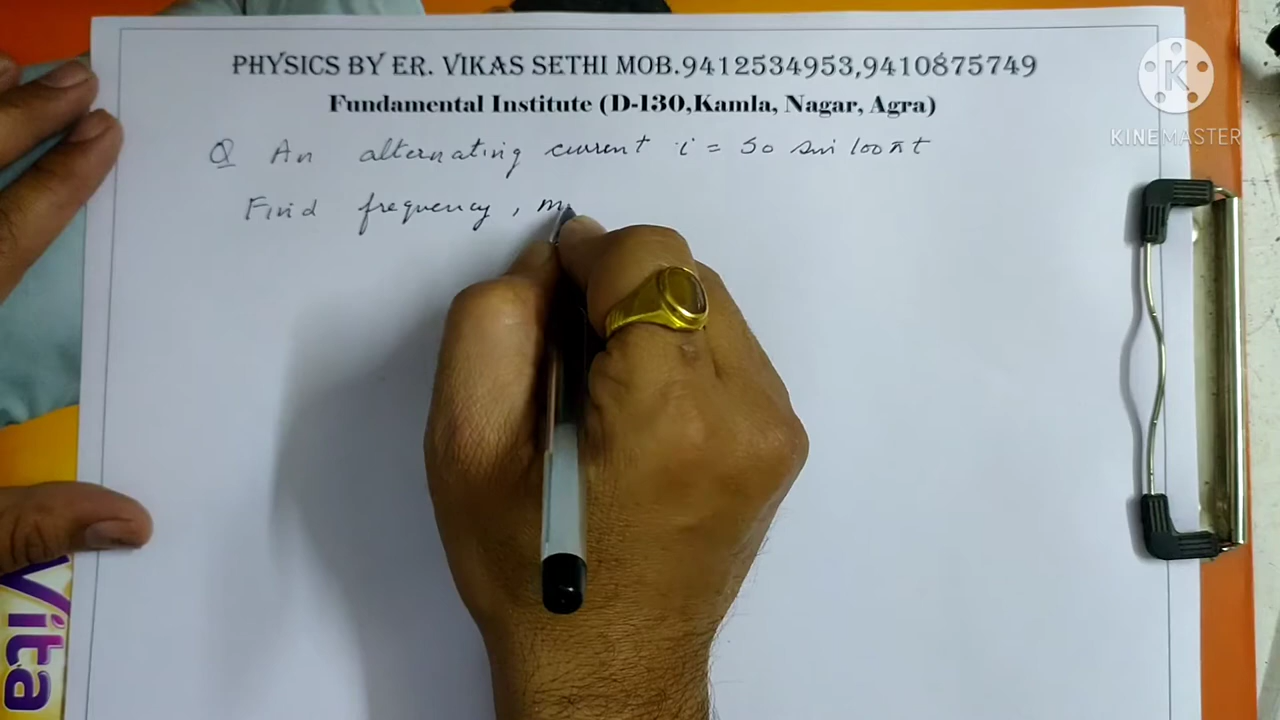 PHYSICS BY ER. VIKAS SETHI MOB.9412534953,9410875749
Fundamental Institute (D-130,Kamla, Nagar, Agra)
Q An alternating current i = 50 sin 100πt
Find frequency, m
KINEMASTER
Vita